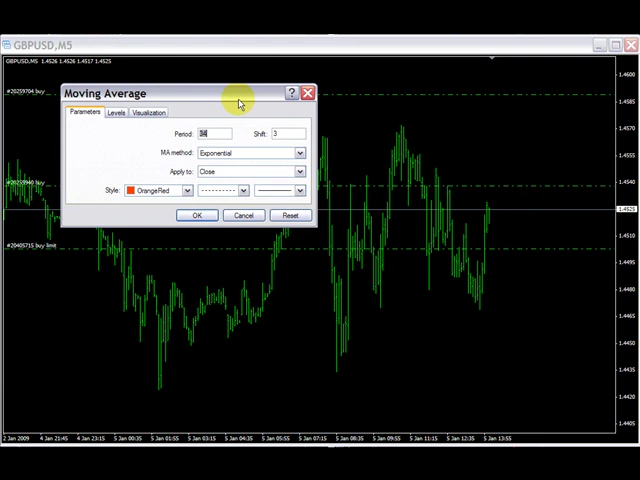 GBPUSD,M5
GBPUSD,M5 1.4526 1.4526 1.4517 1.4525
1.4600
#20259704 buy
1.4585
Moving Average
Parameters Levels Visualization
Period: 34 Shift: 3
MA method: Exponential
Apply to: Close
Style: OrangeRed
OK Cancel Reset
1.4570
1.4555
#20259940 buy
1.4540
1.4525
1.4510
#20405715 buy limit
1.4495
1.4480
1.4465
1.4450
1.4435
1.4420
1.4405
2 Jan 2009 4 Jan 21:45 4 Jan 23:15 5 Jan 00:35 5 Jan 01:55 5 Jan 03:15 5 Jan 04:35 5 Jan 05:55 5 Jan 07:15 5 Jan 08:35 5 Jan 09:55 5 Jan 11:15 5 Jan 12:35 5 Jan 13:55